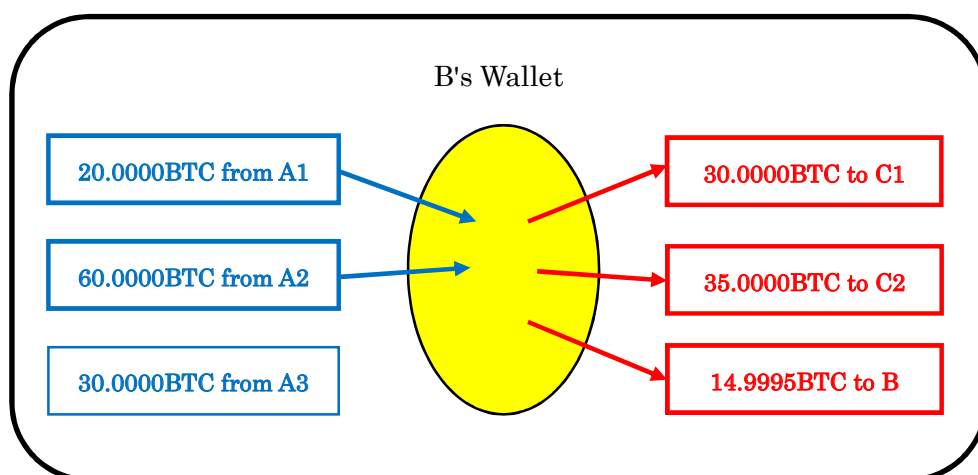 B's Wallet
20.0000BTC from A1
30.0000BTC to C1
60.0000BTC from A2
35.0000BTC to C2
30.0000BTC from A3
14.9995BTC to B